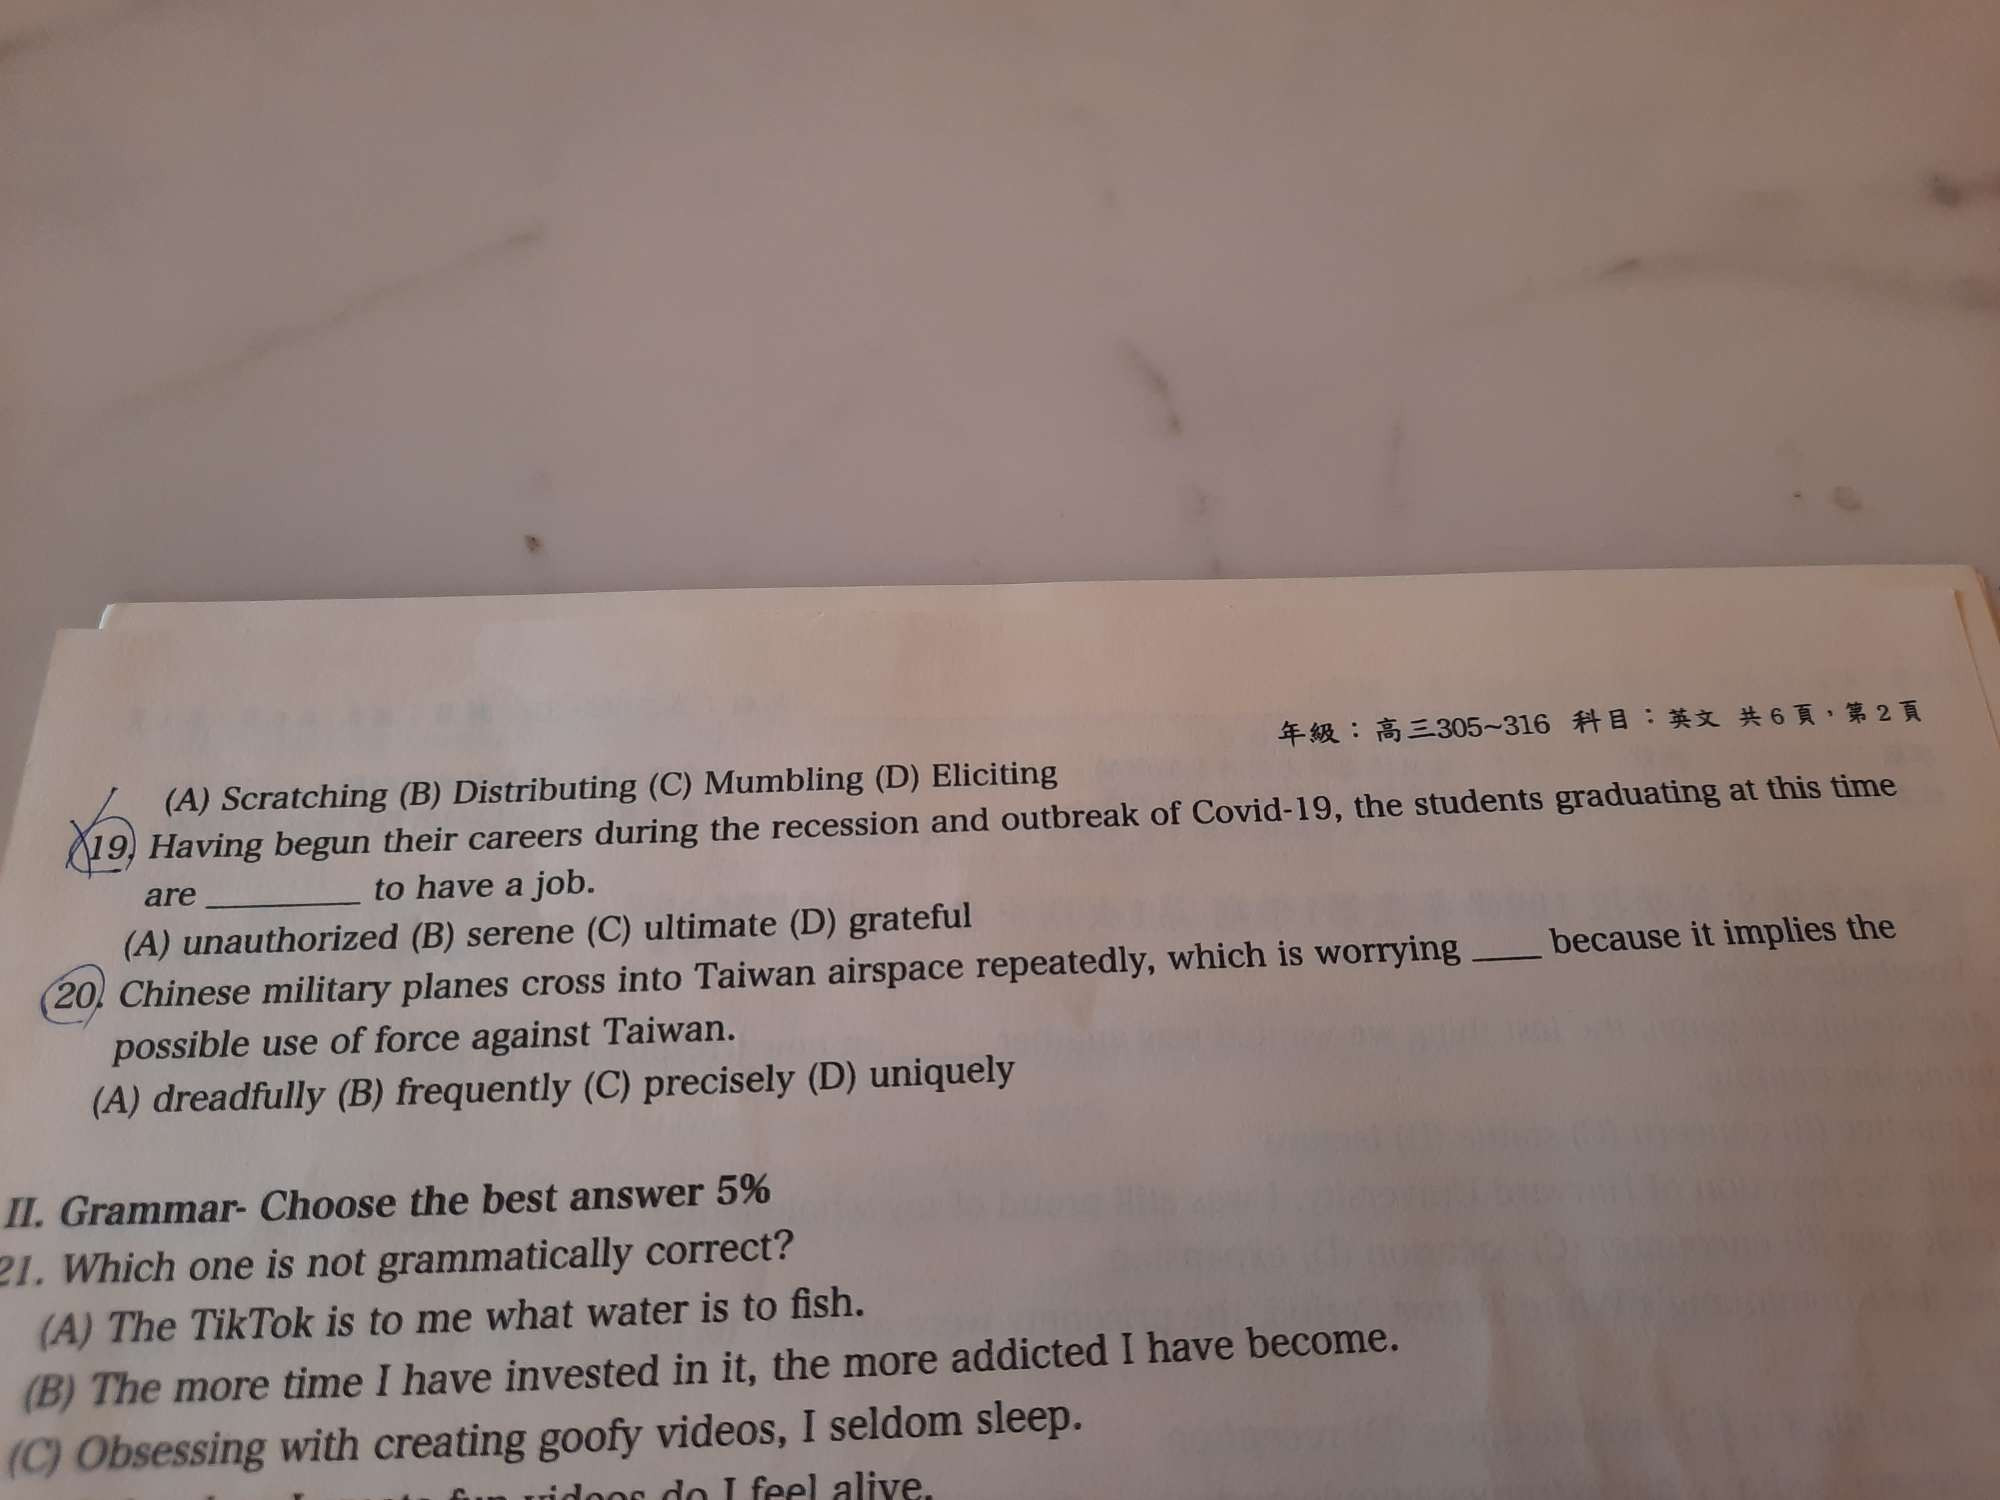 年級：高三305~316 科目：英文 共6頁，第2頁
(A) Scratching (B) Distributing (C) Mumbling (D) Eliciting
19. Having begun their careers during the recession and outbreak of Covid-19, the students graduating at this time
are ________ to have a job.
(A) unauthorized (B) serene (C) ultimate (D) grateful
20. Chinese military planes cross into Taiwan airspace repeatedly, which is worrying ____ because it implies the
possible use of force against Taiwan.
(A) dreadfully (B) frequently (C) precisely (D) uniquely
II. Grammar- Choose the best answer 5%
21. Which one is not grammatically correct?
(A) The TikTok is to me what water is to fish.
(B) The more time I have invested in it, the more addicted I have become.
(C) Obsessing with creating goofy videos, I seldom sleep.
videos do I feel alive.